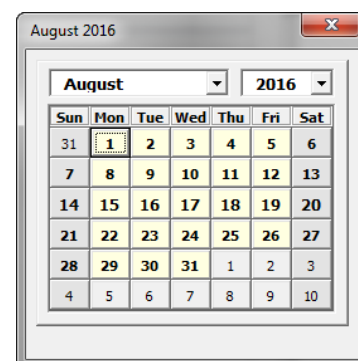 August 2016
August 2016
Sun Mon Tue Wed Thu Fri Sat
31 1 2 3 4 5 6
7 8 9 10 11 12 13
14 15 16 17 18 19 20
21 22 23 24 25 26 27
28 29 30 31 1 2 3
4 5 6 7 8 9 10